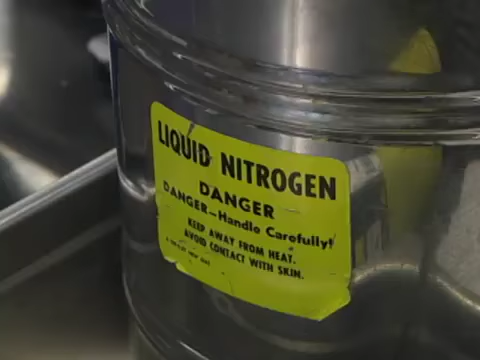 LIQUID NITROGEN
DANGER
DANGER-Handle Carefully!
KEEP AWAY FROM HEAT.
AVOID CONTACT WITH SKIN.